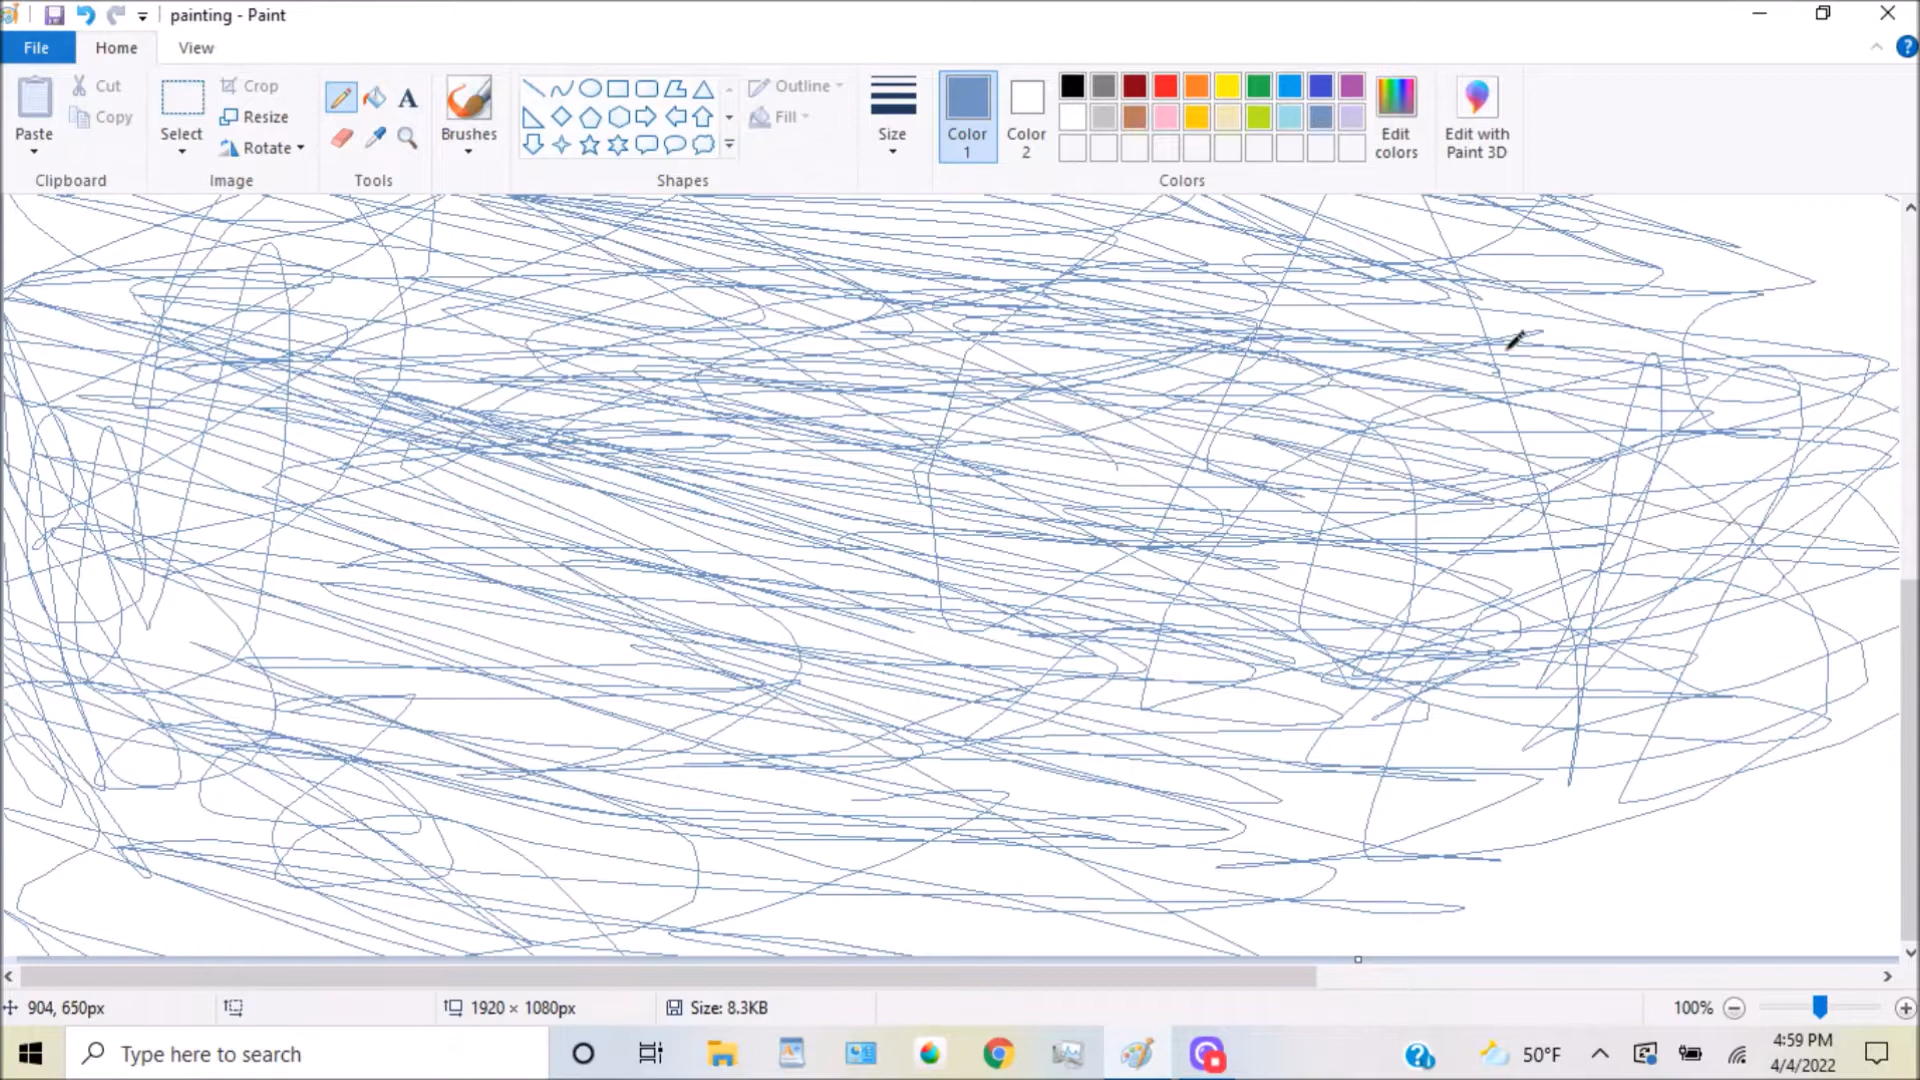 painting - Paint
File Home View
Paste
Cut
Copy
Clipboard
Select
Crop
Resize
Rotate
Image
A
Tools
Brushes
Shapes
Outline
Fill
Size
Color 1
Color 2
Edit colors
Colors
Edit with Paint 3D
904, 650px
1920 × 1080px
Size: 8.3KB
100%
Type here to search
50°F
4:59 PM
4/4/2022